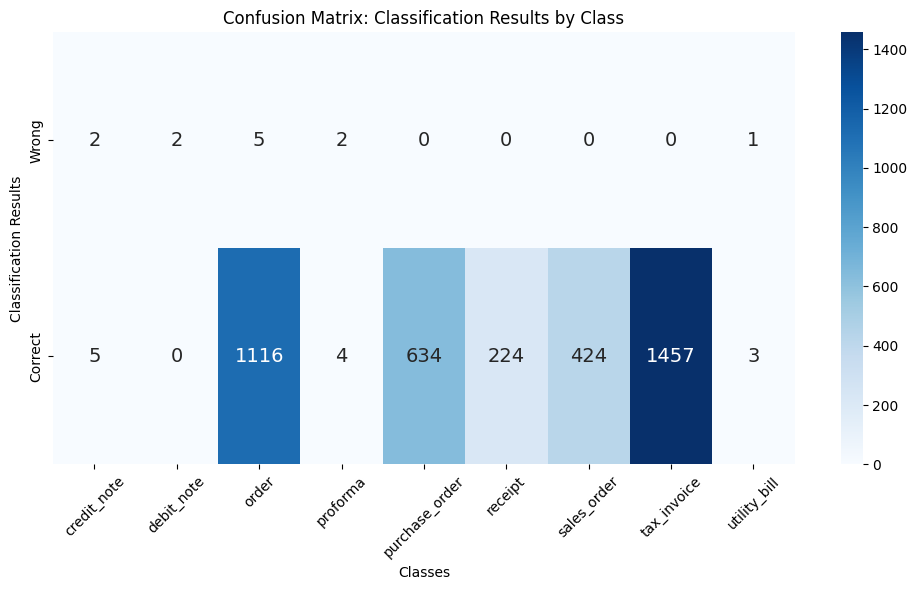 Confusion Matrix: Classification Results by Class
Classification Results
Wrong
2 2 5 2 0 0 0 0 1
Correct
5 0 1116 4 634 224 424 1457 3
credit_note
debit_note
order
proforma
purchase_order
receipt
sales_order
tax_invoice
utility_bill
Classes
1400
1200
1000
800
600
400
200
0